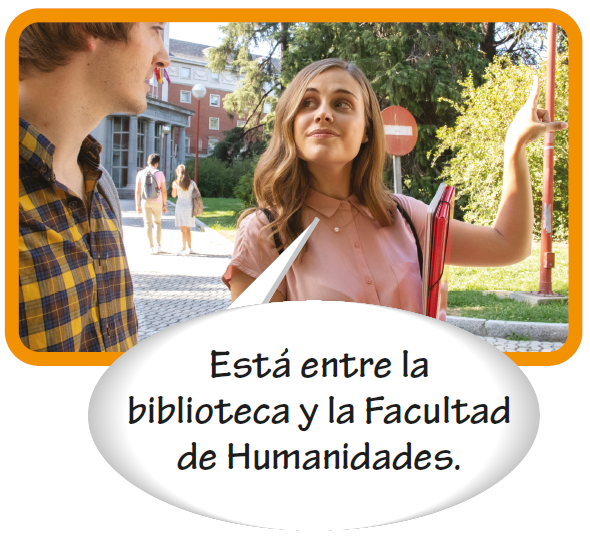 Está entre la
biblioteca y la Facultad
de Humanidades.